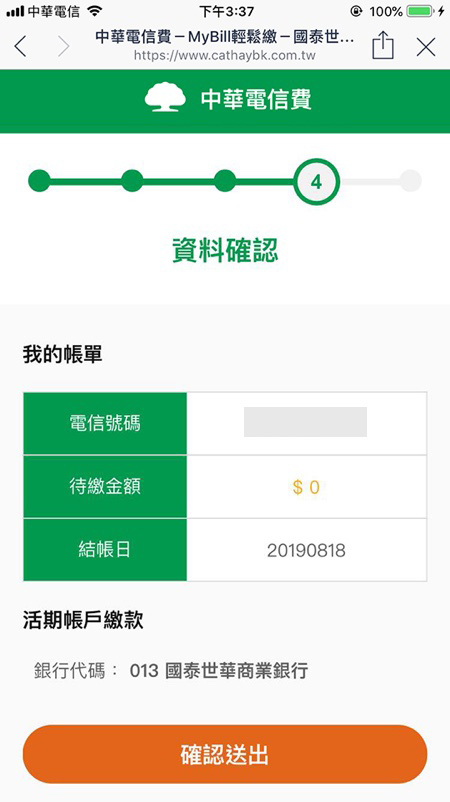 中華電信 下午3:37 100%
中華電信費－MyBill輕鬆繳－國泰世...
https://www.cathaybk.com.tw
中華電信費
4
資料確認
我的帳單
電信號碼
待繳金額 $ 0
結帳日 20190818
活期帳戶繳款
銀行代碼： 013 國泰世華商業銀行
確認送出